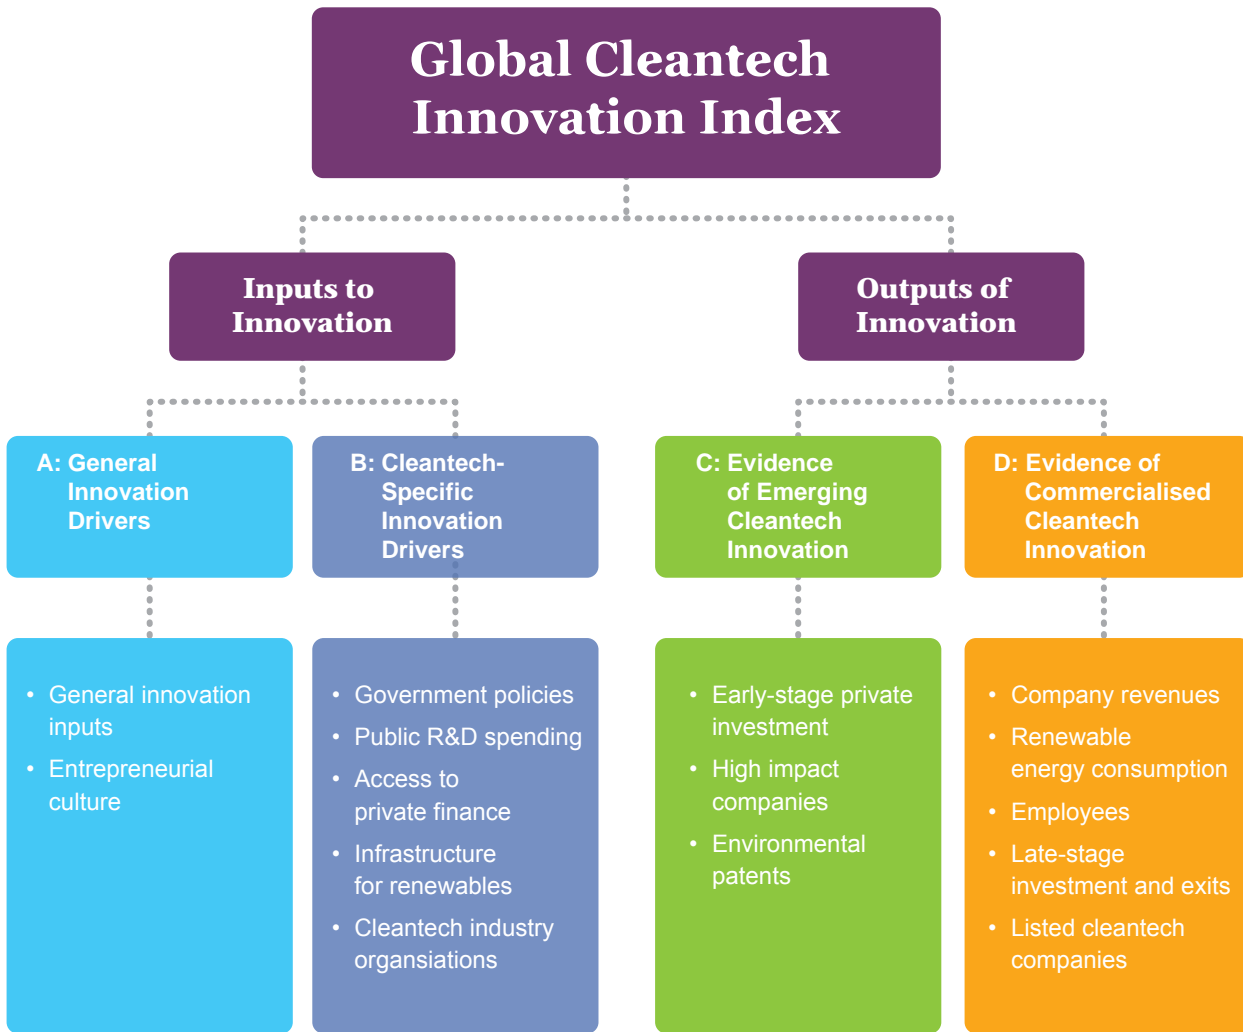 Global Cleantech
Innovation Index
Inputs to
Innovation
Outputs of
Innovation
A: General
Innovation
Drivers
B: Cleantech-
Specific
Innovation
Drivers
C: Evidence
of Emerging
Cleantech
Innovation
D: Evidence of
Commercialised
Cleantech
Innovation
• General innovation
inputs
• Entrepreneurial
culture
• Government policies
• Public R&D spending
• Access to
private finance
• Infrastructure
for renewables
• Cleantech industry
organsiations
• Early-stage private
investment
• High impact
companies
• Environmental
patents
• Company revenues
• Renewable
energy consumption
• Employees
• Late-stage
investment and exits
• Listed cleantech
companies